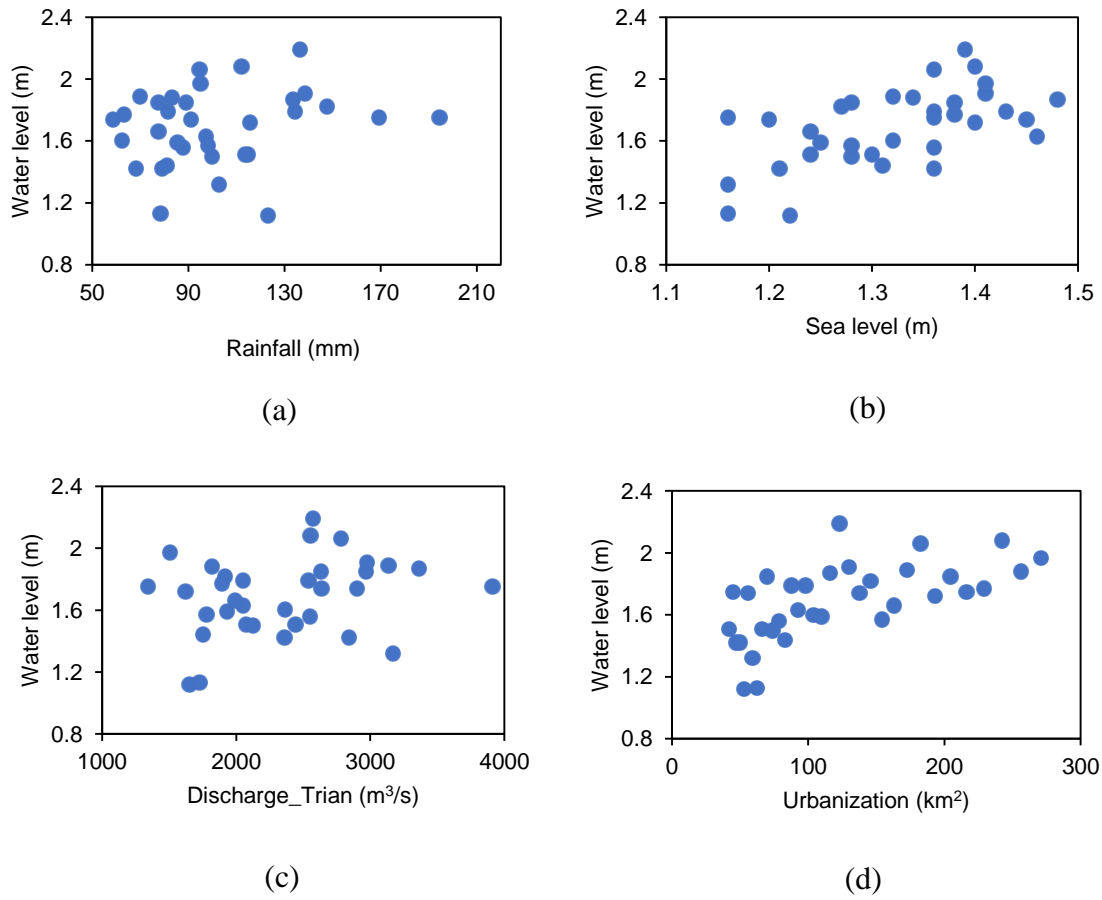 2.4
2
1.6
1.2
0.8
Water level (m)
50 90 130 170 210
Rainfall (mm)
(a)
2.4
2
1.6
1.2
0.8
Water level (m)
1.1 1.2 1.3 1.4 1.5
Sea level (m)
(b)
2.4
2
1.6
1.2
0.8
Water level (m)
1000 2000 3000 4000
Discharge_Trian (m³/s)
(c)
2.4
2
1.6
1.2
0.8
Water level (m)
0 100 200 300
Urbanization (km²)
(d)